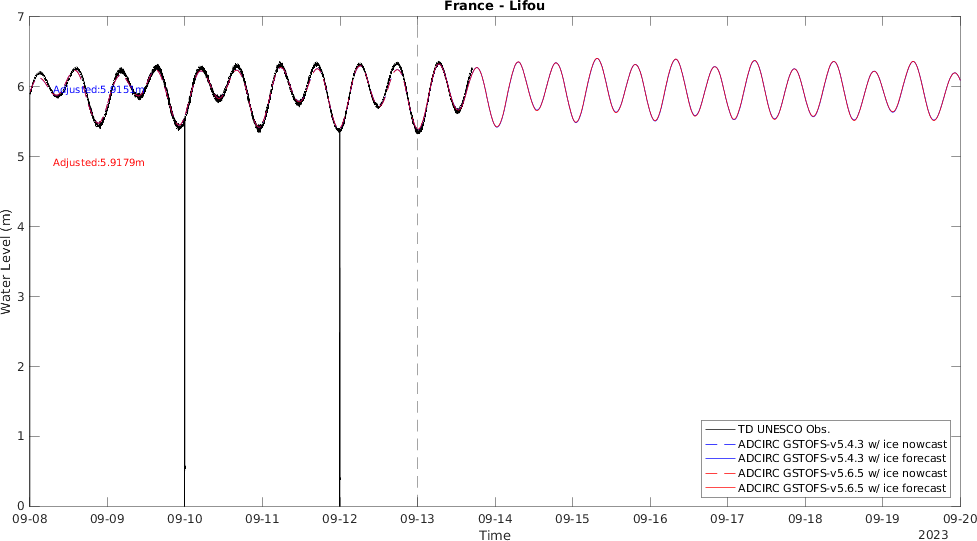 France - Lifou
7
6
5
4
3
2
1
0
Water Level (m)
Adjusted:5.9151m
Adjusted:5.9179m
TD UNESCO Obs.
ADCIRC GSTOFS-v5.4.3 w/ ice nowcast
ADCIRC GSTOFS-v5.4.3 w/ ice forecast
ADCIRC GSTOFS-v5.6.5 w/ ice nowcast
ADCIRC GSTOFS-v5.6.5 w/ ice forecast
09-08 09-09 09-10 09-11 09-12 09-13 09-14 09-15 09-16 09-17 09-18 09-19 09-20
Time
2023